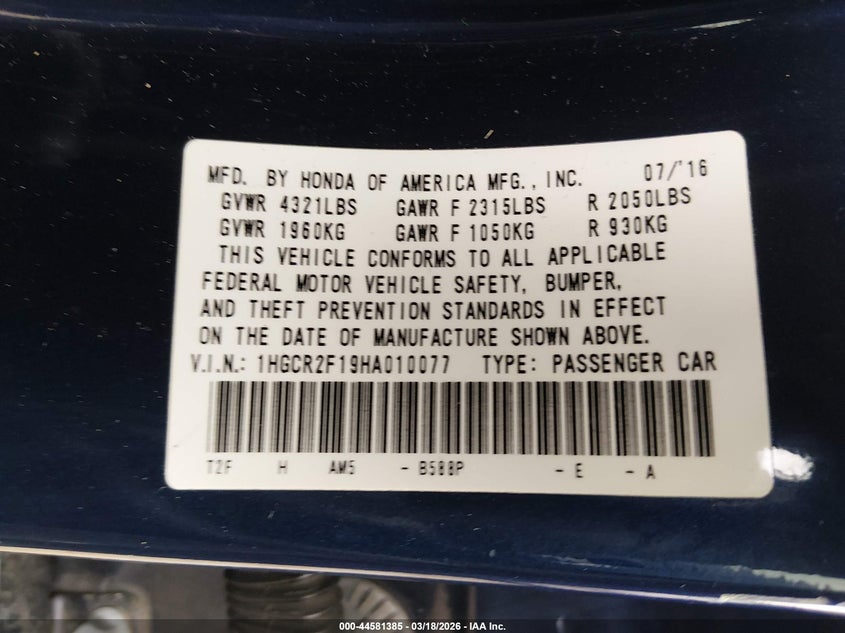 MFD. BY HONDA OF AMERICA MFG., INC. 07/'16
GVWR 4321LBS GAWR F 2315LBS R 2050LBS
GVWR 1960KG GAWR F 1050KG R 930KG
THIS VEHICLE CONFORMS TO ALL APPLICABLE
FEDERAL MOTOR VEHICLE SAFETY, BUMPER,
AND THEFT PREVENTION STANDARDS IN EFFECT
ON THE DATE OF MANUFACTURE SHOWN ABOVE.
V.I.N.: 1HGCR2F19HA010077 TYPE: PASSENGER CAR
T2F H AM5 - B588P - E - A
000-44581385 - 03/18/2026 - IAA Inc.